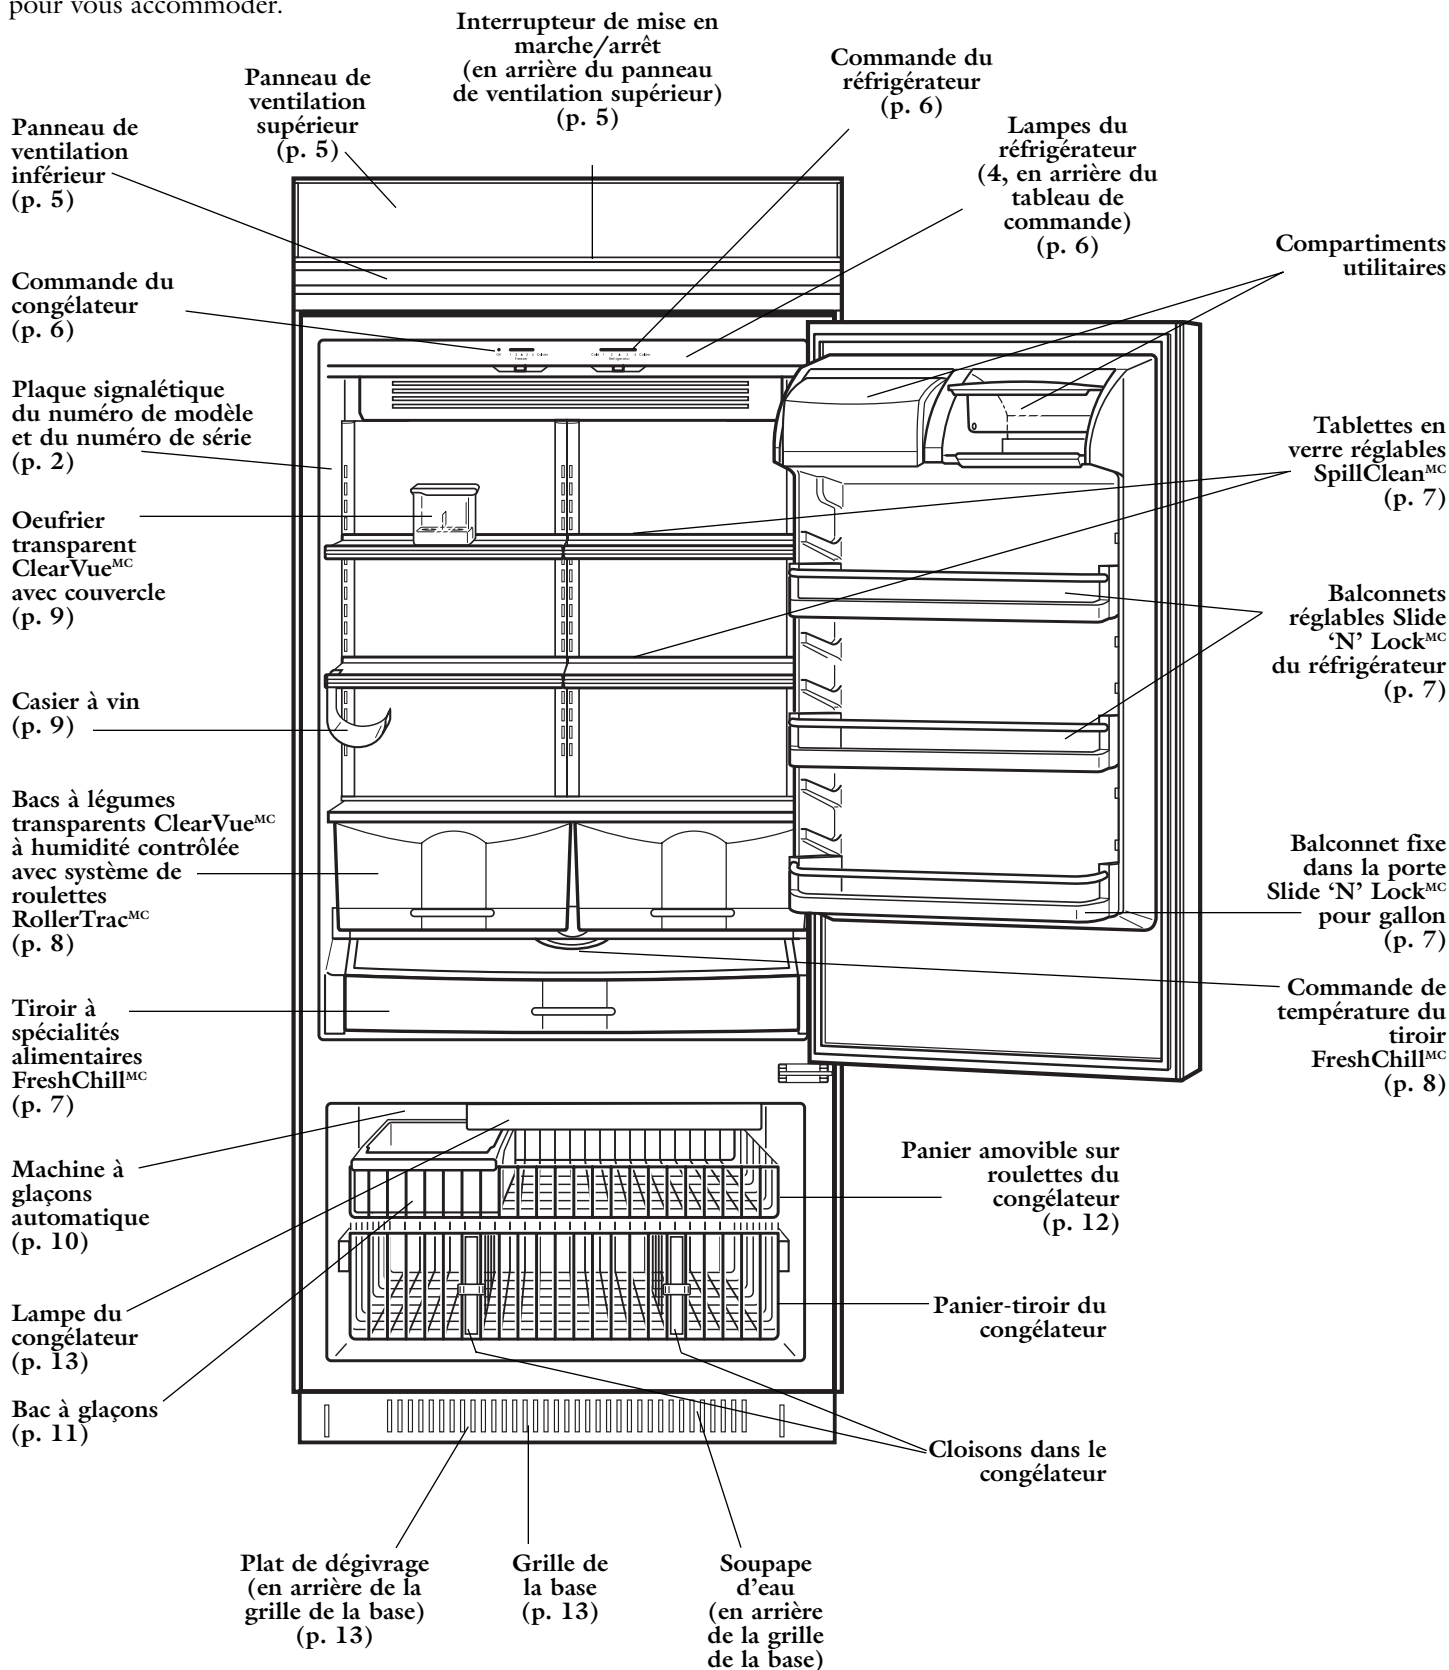 pour vous accommoder.
Interrupteur de mise en
marche/arrêt
(en arrière du panneau
de ventilation supérieur)
(p. 5)
Commande du
réfrigérateur
(p. 6)
Panneau de
ventilation
supérieur
(p. 5)
Lampes du
réfrigérateur
(4, en arrière du
tableau de
commande)
(p. 6)
Panneau de
ventilation
inférieur
(p. 5)
Compartiments
utilitaires
Commande du
congélateur
(p. 6)
Plaque signalétique
du numéro de modèle
et du numéro de série
(p. 2)
Tablettes en
verre réglables
SpillClean^MC
(p. 7)
Oeufrier
transparent
ClearVue^MC
avec couvercle
(p. 9)
Balconnets
réglables Slide
‘N’ Lock^MC
du réfrigérateur
(p. 7)
Casier à vin
(p. 9)
Bacs à légumes
transparents ClearVue^MC
à humidité contrôlée
avec système de
roulettes
RollerTrac^MC
(p. 8)
Balconnet fixe
dans la porte
Slide ‘N’ Lock^MC
pour gallon
(p. 7)
Tiroir à
spécialités
alimentaires
FreshChill^MC
(p. 7)
Commande de
température du
tiroir
FreshChill^MC
(p. 8)
Machine à
glaçons
automatique
(p. 10)
Panier amovible sur
roulettes du
congélateur
(p. 12)
Lampe du
congélateur
(p. 13)
Panier-tiroir du
congélateur
Bac à glaçons
(p. 11)
Cloisons dans le
congélateur
Plat de dégivrage
(en arrière de la
grille de la base)
(p. 13)
Grille de
la base
(p. 13)
Soupape
d’eau
(en arrière
de la grille
de la base)